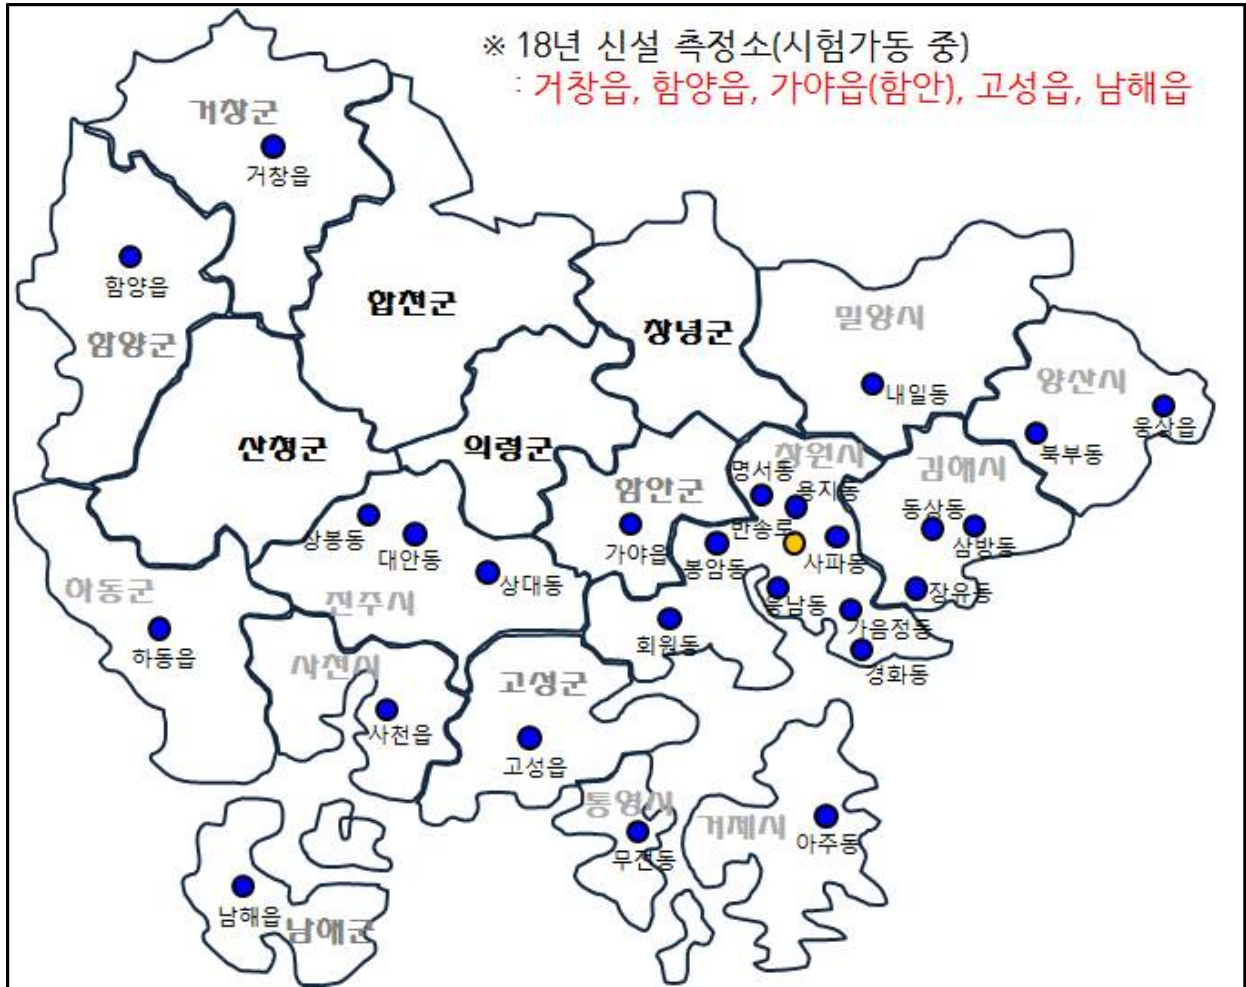 ※ 18년 신설 측정소(시험가동 중)
: 거창읍, 함양읍, 가야읍(함안), 고성읍, 남해읍
거창군
거창읍
함양읍
합천군
창녕군
밀양시
함양군
양산시
내일동
웅상읍
산청군
의령군
북부동
창원시
김해시
명서동
함안군
용지동
동상동
상봉동
반송로
대안동
가야읍
사파동
삼방동
봉암동
상대동
하동군
장유동
진주시
웅남동
가음정동
하동읍
회원동
사천시
경화동
고성군
사천읍
고성읍
통영시
거제시
아주동
무전동
남해읍
남해군